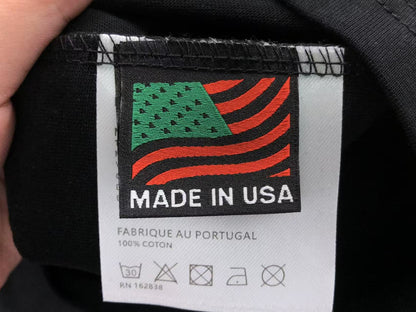 MADE IN USA
FABRIQUE AU PORTUGAL
100% COTON
30
RN 162838